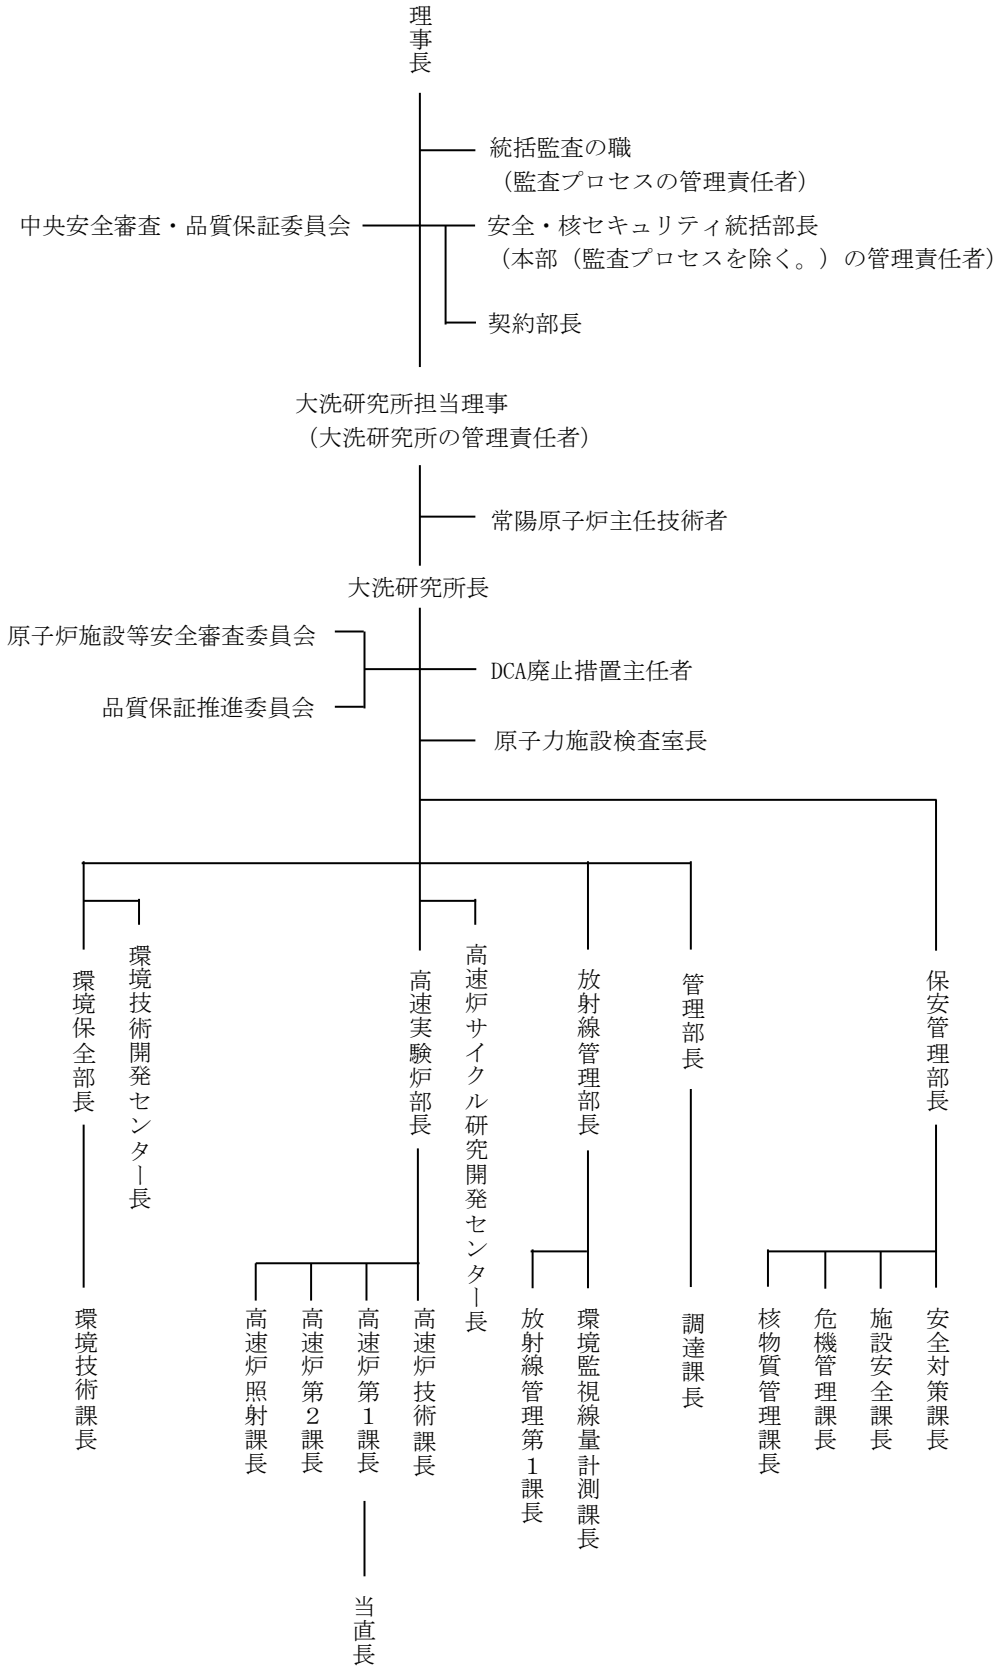 理事長
統括監査の職
（監査プロセスの管理責任者）
中央安全審査・品質保証委員会
安全・核セキュリティ統括部長
（本部（監査プロセスを除く。）の管理責任者）
契約部長
大洗研究所担当理事
（大洗研究所の管理責任者）
常陽原子炉主任技術者
大洗研究所長
原子炉施設等安全審査委員会
DCA廃止措置主任者
品質保証推進委員会
原子力施設検査室長
環境保全部長
環境技術開発センター長
高速実験炉部長
高速炉サイクル研究開発センター長
放射線管理部長
管理部長
保安管理部長
環境技術課長
高速炉照射課長
高速炉第２課長
高速炉第１課長
高速炉技術課長
放射線管理第１課長
環境監視線量計測課長
調達課長
核物質管理課長
危機管理課長
施設安全課長
安全対策課長
当直長